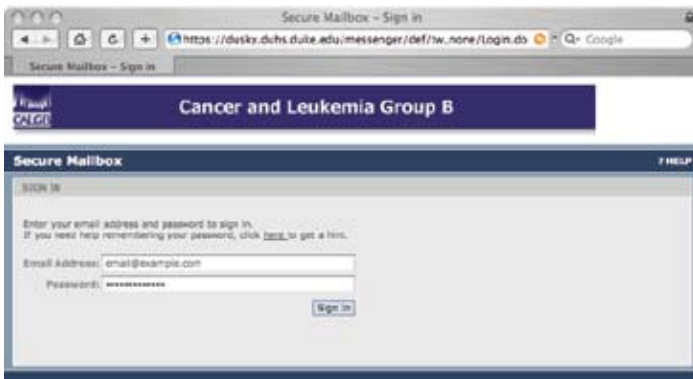 Secure Mailbox – Sign in
https://dusky.duhs.duke.edu/messenger/def/tw_none/Login.do Google
Secure Mailbox – Sign in
CALGB Cancer and Leukemia Group B
Secure Mailbox ? HELP
SIGN IN
Enter your email address and password to sign in.
If you need help remembering your password, click here to get a hint.
Email Address: email@example.com
Password: •••••••••••••
Sign in